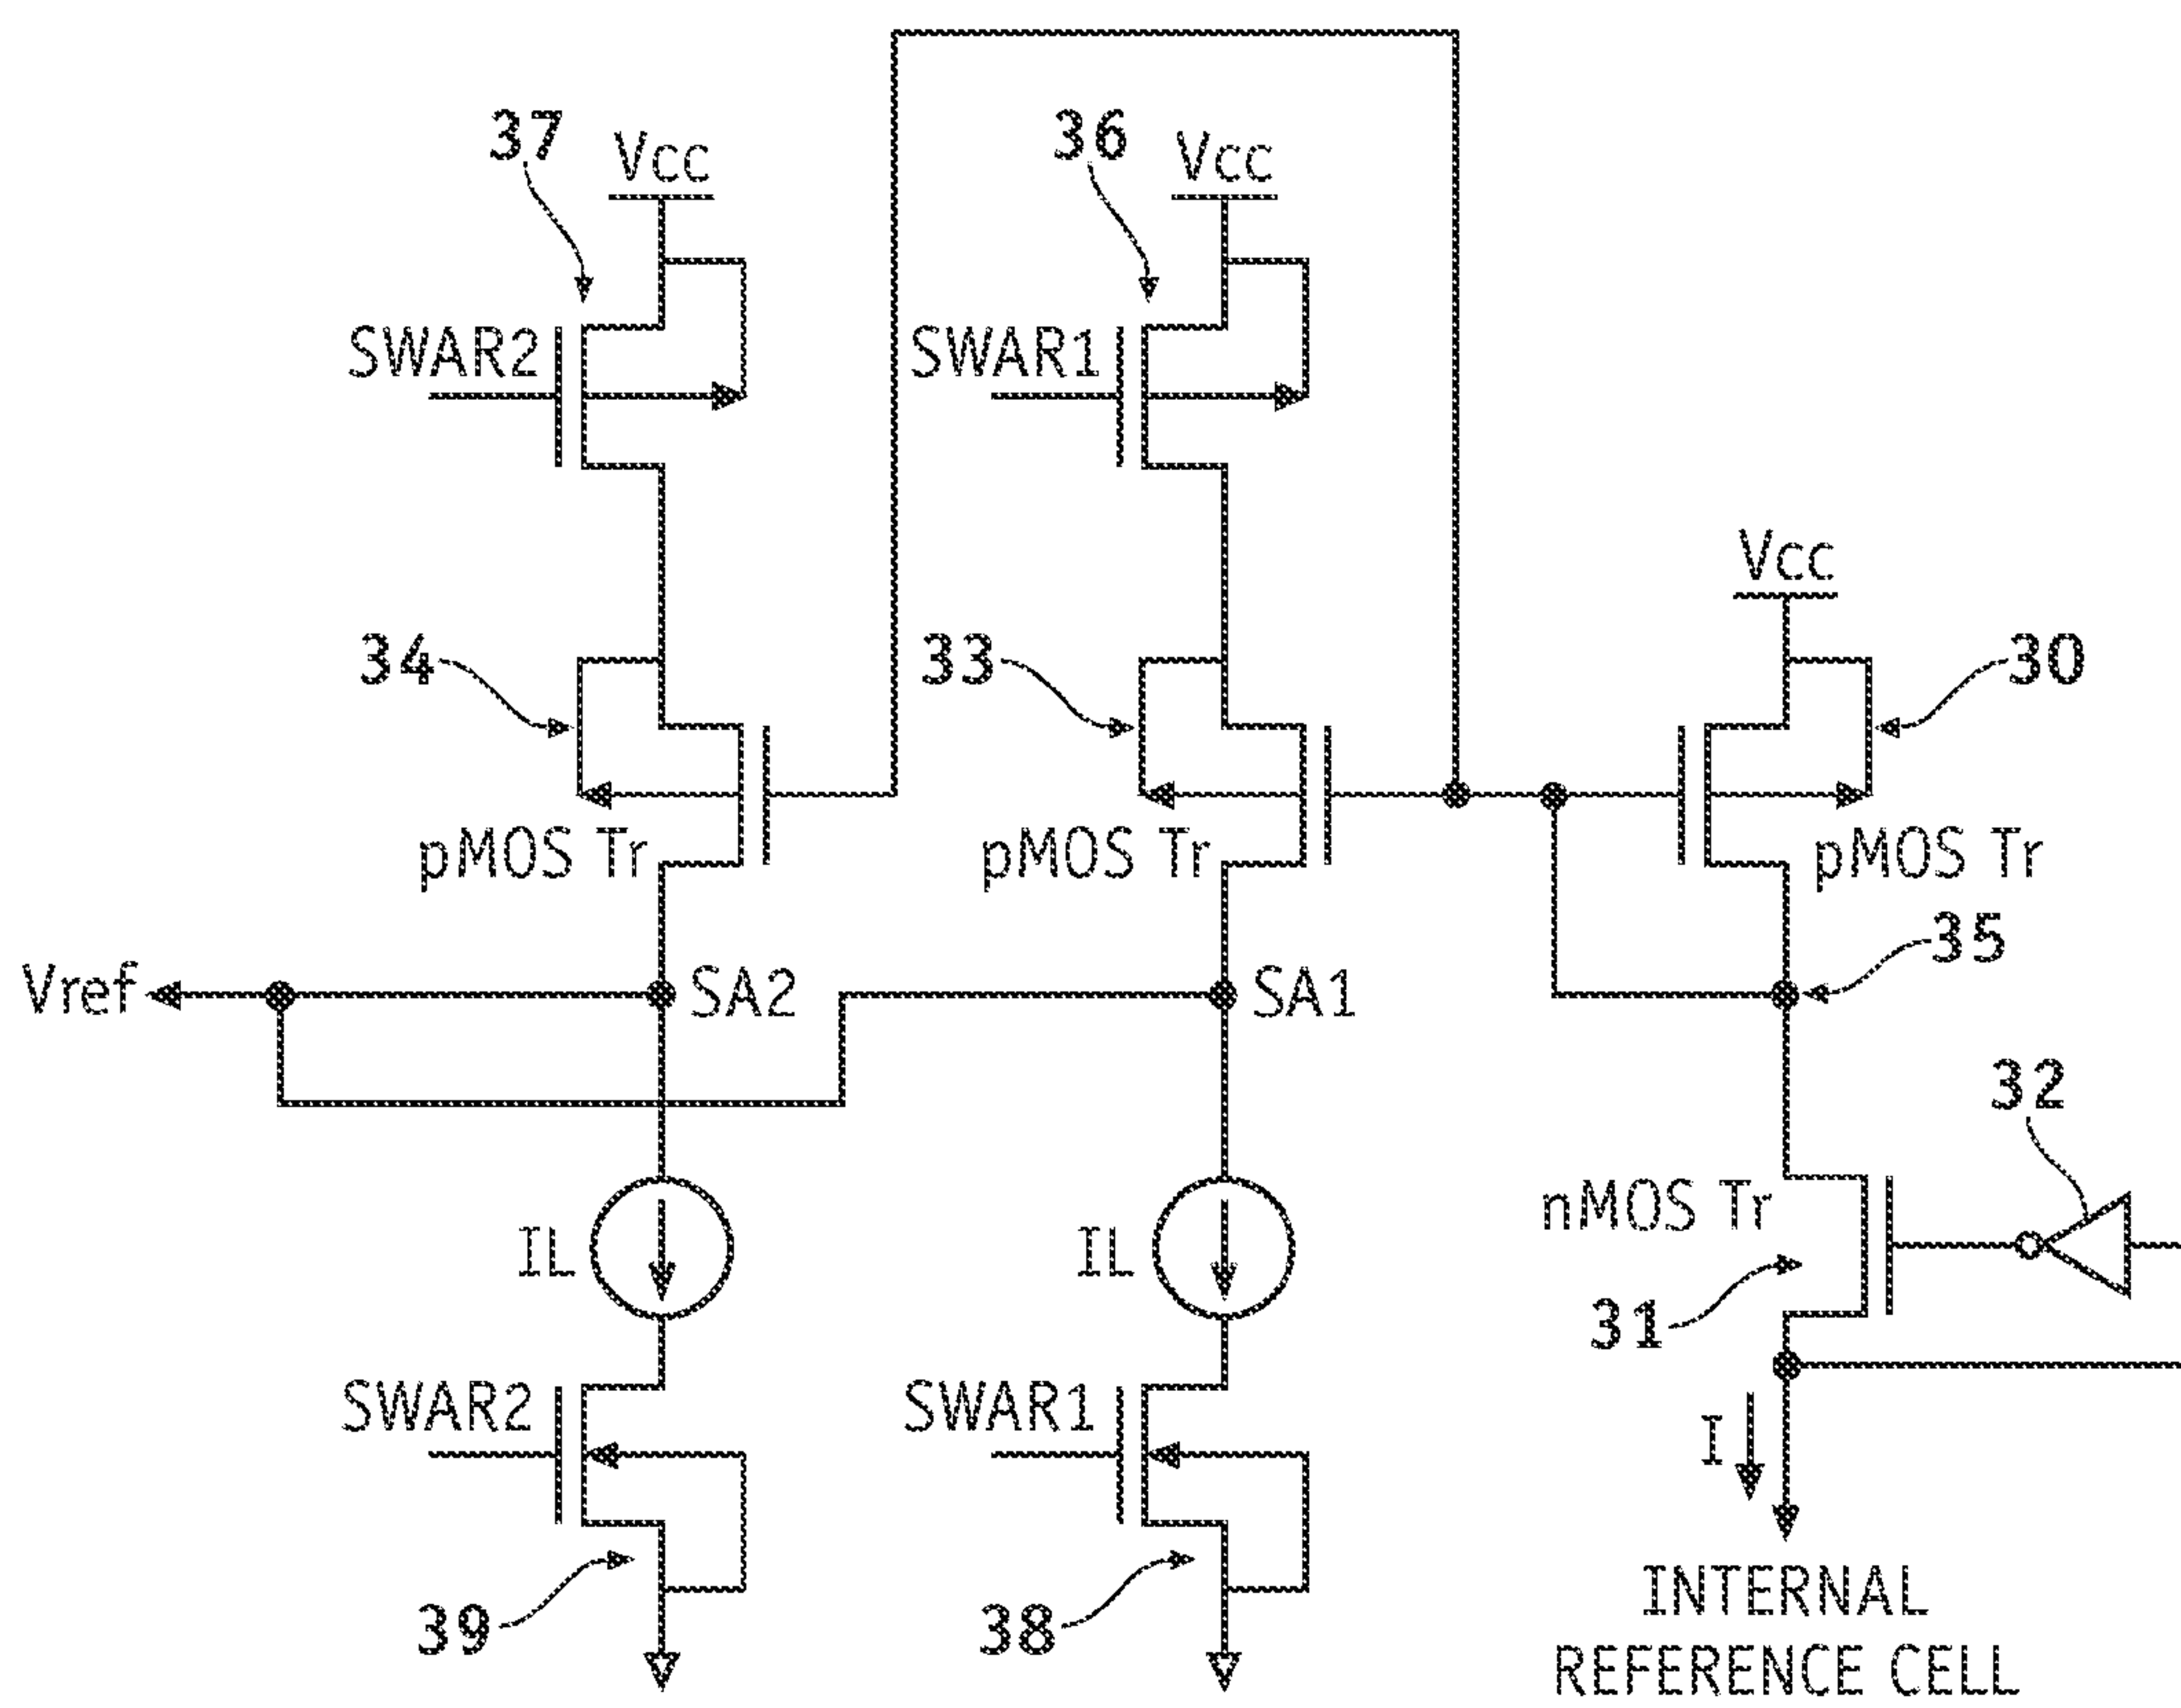 37
Vcc
36
Vcc
SWAR2
SWAR1
Vcc
34
33
30
pMOS Tr
pMOS Tr
pMOS Tr
35
Vref
SA2
SA1
32
nMOS Tr
IL
IL
31
SWAR2
SWAR1
I
39
38
INTERNAL
REFERENCE CELL